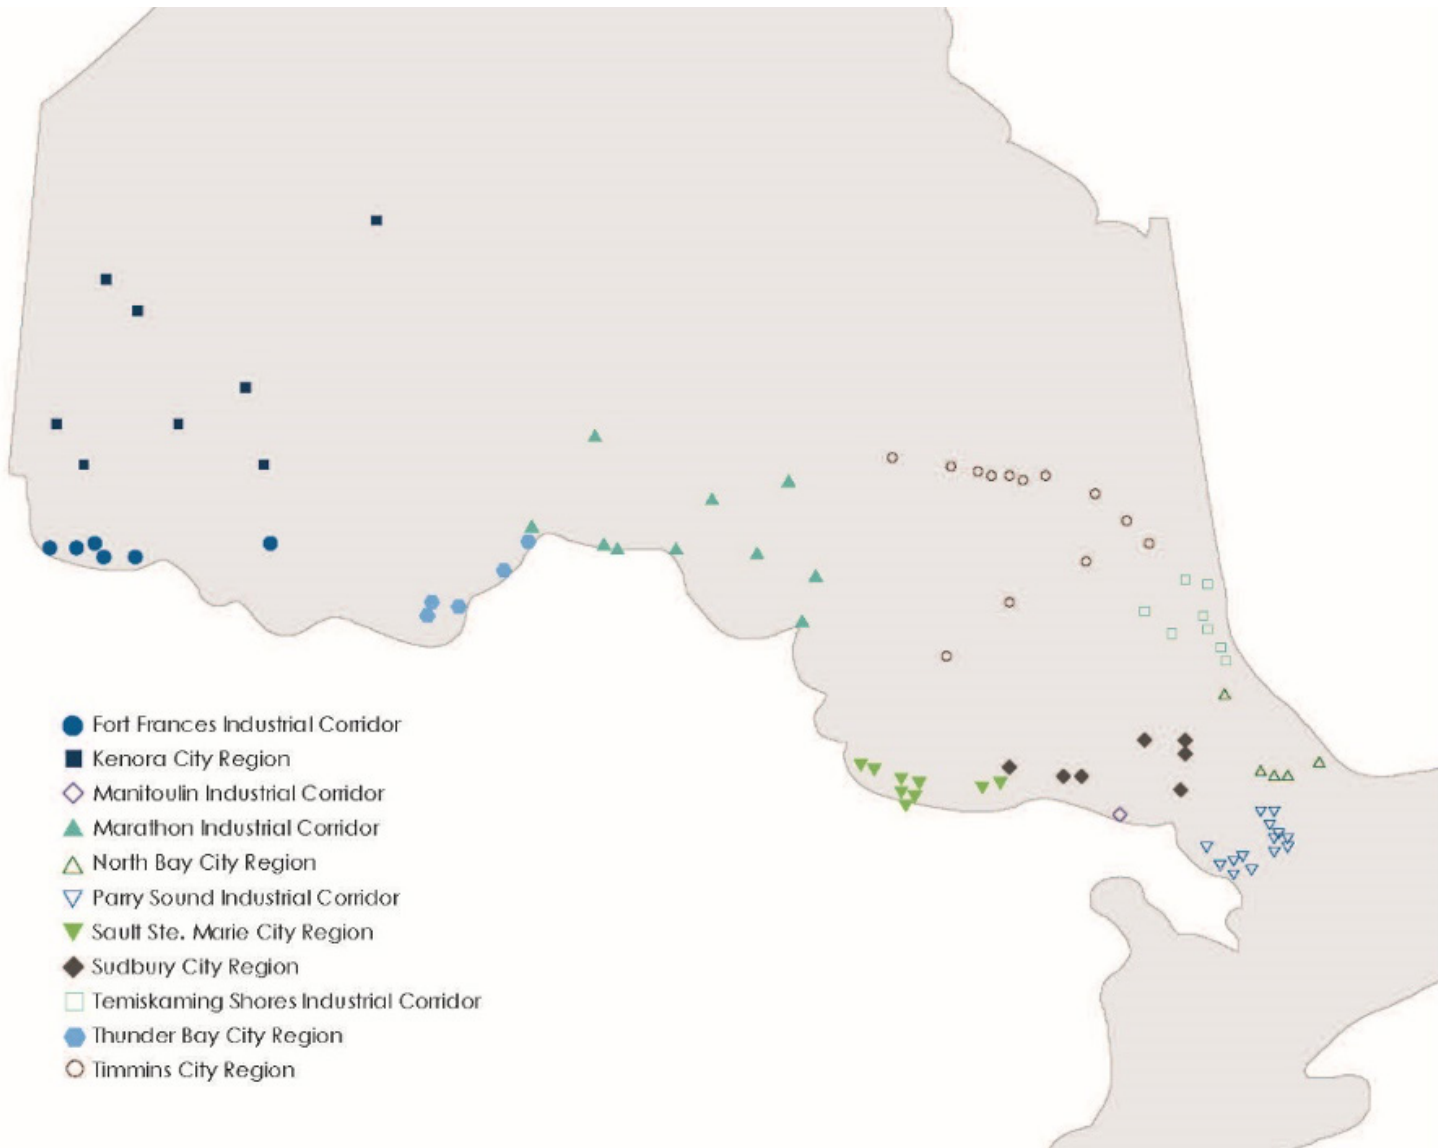 Fort Frances Industrial Corridor
Kenora City Region
Manitoulin Industrial Corridor
Marathon Industrial Corridor
North Bay City Region
Parry Sound Industrial Corridor
Sault Ste. Marie City Region
Sudbury City Region
Temiskaming Shores Industrial Corridor
Thunder Bay City Region
Timmins City Region